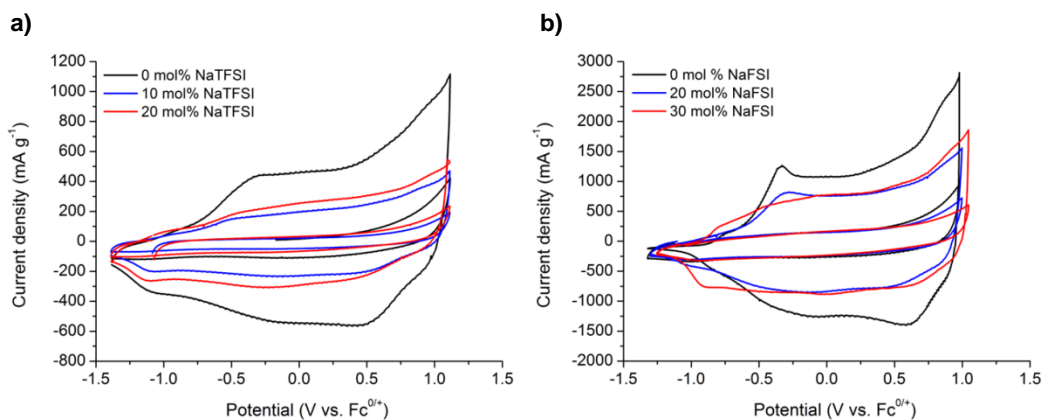 a)
1200
1000
800
600
400
200
0
-200
-400
-600
-800
Current density (mA g⁻¹)
0 mol% NaTFSI
10 mol% NaTFSI
20 mol% NaTFSI
-1.5 -1.0 -0.5 0.0 0.5 1.0 1.5
Potential (V vs. Fc⁰ᐟ⁺)
b)
3000
2500
2000
1500
1000
500
0
-500
-1000
-1500
-2000
Current density (mA g⁻¹)
0 mol % NaFSI
20 mol% NaFSI
30 mol% NaFSI
-1.5 -1.0 -0.5 0.0 0.5 1.0 1.5
Potential (V vs. Fc⁰ᐟ⁺)